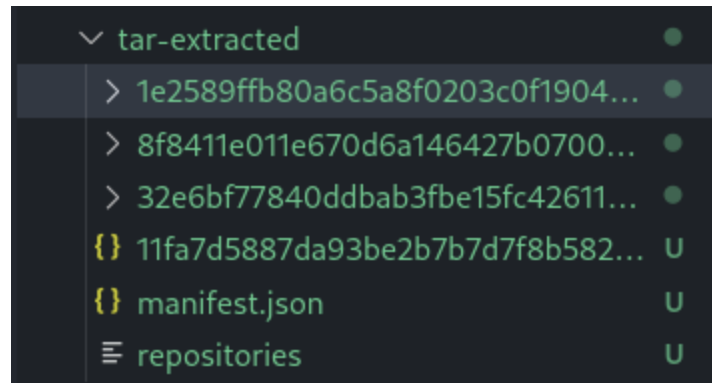 tar-extracted
1e2589ffb80a6c5a8f0203c0f1904...
8f8411e011e670d6a146427b0700...
32e6bf77840ddbab3fbe15fc42611...
{} 11fa7d5887da93be2b7b7d7f8b582... U
{} manifest.json U
repositories U